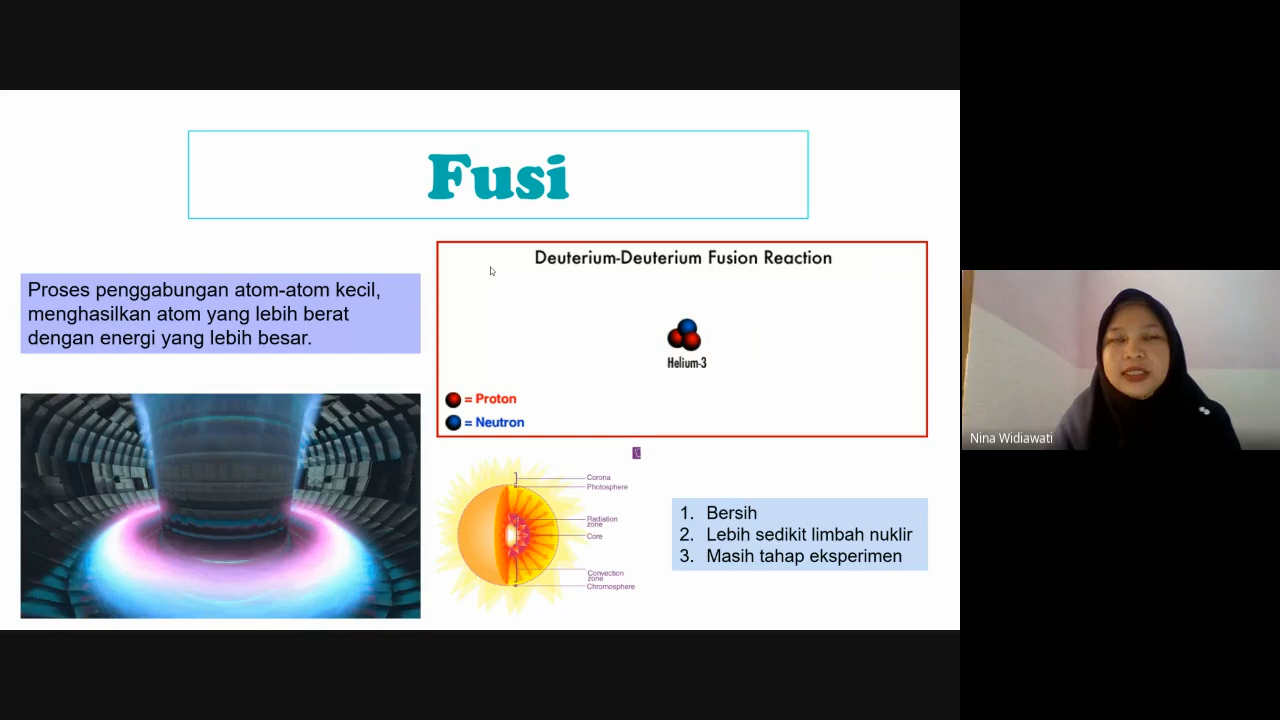 Fusi
Proses penggabungan atom-atom kecil,
menghasilkan atom yang lebih berat
dengan energi yang lebih besar.
Deuterium-Deuterium Fusion Reaction
Helium-3
= Proton
= Neutron
Corona
Photosphere
Radiation
zone
Core
Convection
zone
Chromosphere
1. Bersih
2. Lebih sedikit limbah nuklir
3. Masih tahap eksperimen
Nina Widiawati